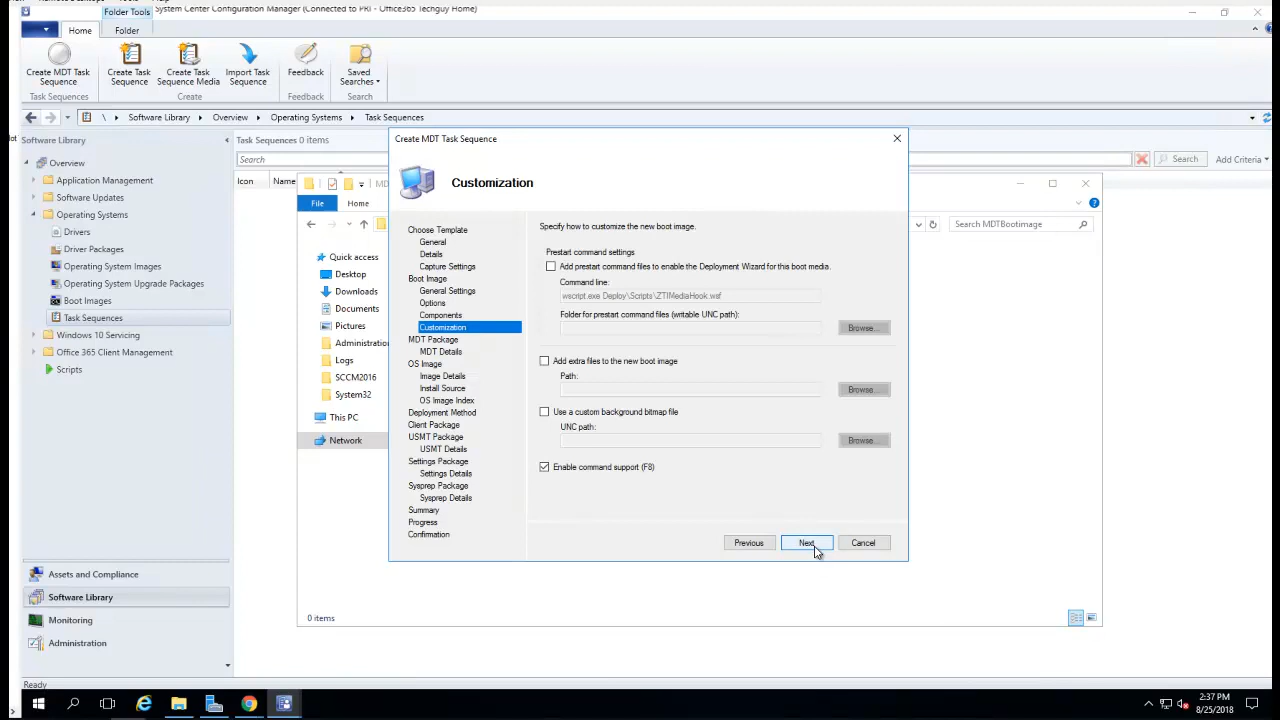 Folder Tools
System Center Configuration Manager (Connected to PRI - Office365 Techguy Home)
Home
Folder
Create MDT Task Sequence
Create Task Sequence
Create Task Sequence Media
Import Task Sequence
Feedback
Saved Searches
Task Sequences
Create
Feedback
Search
\
Software Library
Overview
Operating Systems
Task Sequences
Software Library
Overview
Application Management
Software Updates
Operating Systems
Drivers
Driver Packages
Operating System Images
Operating System Upgrade Packages
Boot Images
Task Sequences
Windows 10 Servicing
Office 365 Client Management
Scripts
Assets and Compliance
Software Library
Monitoring
Administration
Ready
Task Sequences 0 items
Search
Search
Add Criteria
Icon
Name
File
Home
Search MDTBootimage
Quick access
Desktop
Downloads
Documents
Pictures
Logs
SCCM2016
System32
This PC
Network
0 items
Create MDT Task Sequence
Customization
Choose Template
General
Details
Capture Settings
Boot Image
General Settings
Options
Components
Customization
MDT Package
MDT Details
OS Image
Image Details
Install Source
OS Image Index
Deployment Method
Client Package
USMT Package
USMT Details
Settings Package
Settings Details
Sysprep Package
Sysprep Details
Summary
Progress
Confirmation
Specify how to customize the new boot image.
Prestart command settings
Add prestart command files to enable the Deployment Wizard for this boot media.
Command line:
wscript.exe Deploy\Scripts\ZTIMediaHook.wsf
Folder for prestart command files (writable UNC path):
Browse...
Add extra files to the new boot image
Path:
Browse...
Use a custom background bitmap file
UNC path:
Browse...
Enable command support (F8)
Previous
Next
Cancel
2:37 PM
8/25/2018